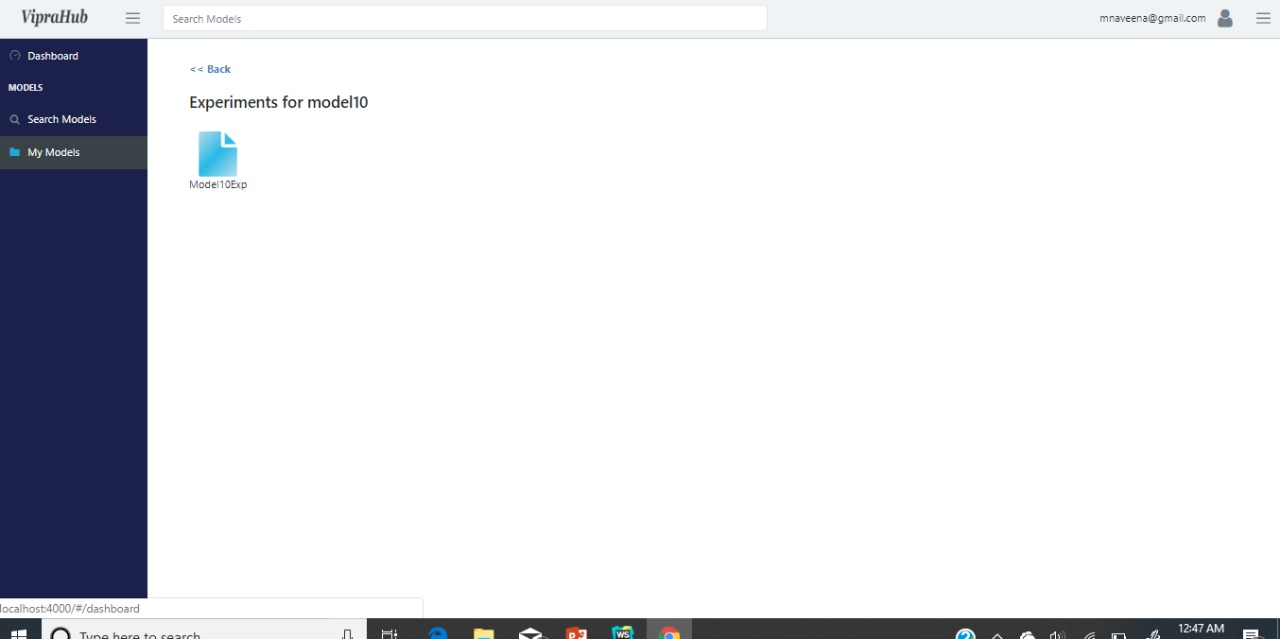 VipraHub
Search Models
mnaveena@gmail.com
Dashboard
MODELS
Search Models
My Models
<< Back
Experiments for model10
Model10Exp
localhost:4000/#/dashboard
Type here to search
WS
12:47 AM